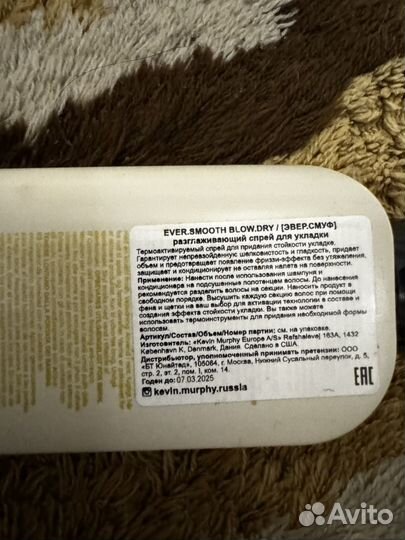 EVER.SMOOTH BLOW.DRY / [ЭВЕР.СМУФ]
разглаживающий спрей для укладки
Термоактивируемый спрей для придания стойкости укладке.
Гарантирует непревзойденную шелковистость и гладкость, придает
объем и предотвращает появление фриззи-эффекта без утяжеления,
защищает и кондиционирует не оставляя налета на поверхности.
Применение: Нанести после использования шампуня и
кондиционера на подсушенные полотенцем волосы. До нанесения
рекомендуется разделить волосы на секции. Наносить продукт в
свободном порядке. Высушить каждую секцию волос при помощи
фена и щетки на ваш выбор для активации технологии в составе и
создания эффекта стойкости укладки. Вы также можете
использовать термоинструменты для придания необходимой формы
волосам.
Артикул/Состав/Объем/Номер партии: см. на упаковке.
Изготовитель: «Kevin Murphy Europe A/S» Refshalevej 163A, 1432
København K, Denmark, Дания. Сделано в США.
Дистрибьютор, уполномоченный принимать претензии: ООО
«БТ Юнайтед», 105064, г. Москва, Нижний Сусальный переулок, д. 5,
стр. 2, эт. 2, пом. I, ком. 14.
Годен до: 07.03.2025
kevin.murphy.russia
EAC
Avito